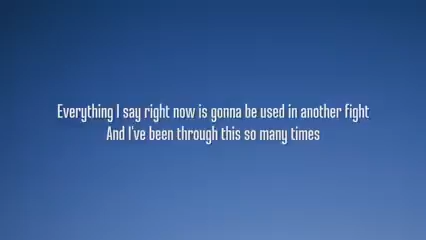 Everything I say right now is gonna be used in another fight
And I've been through this so many times